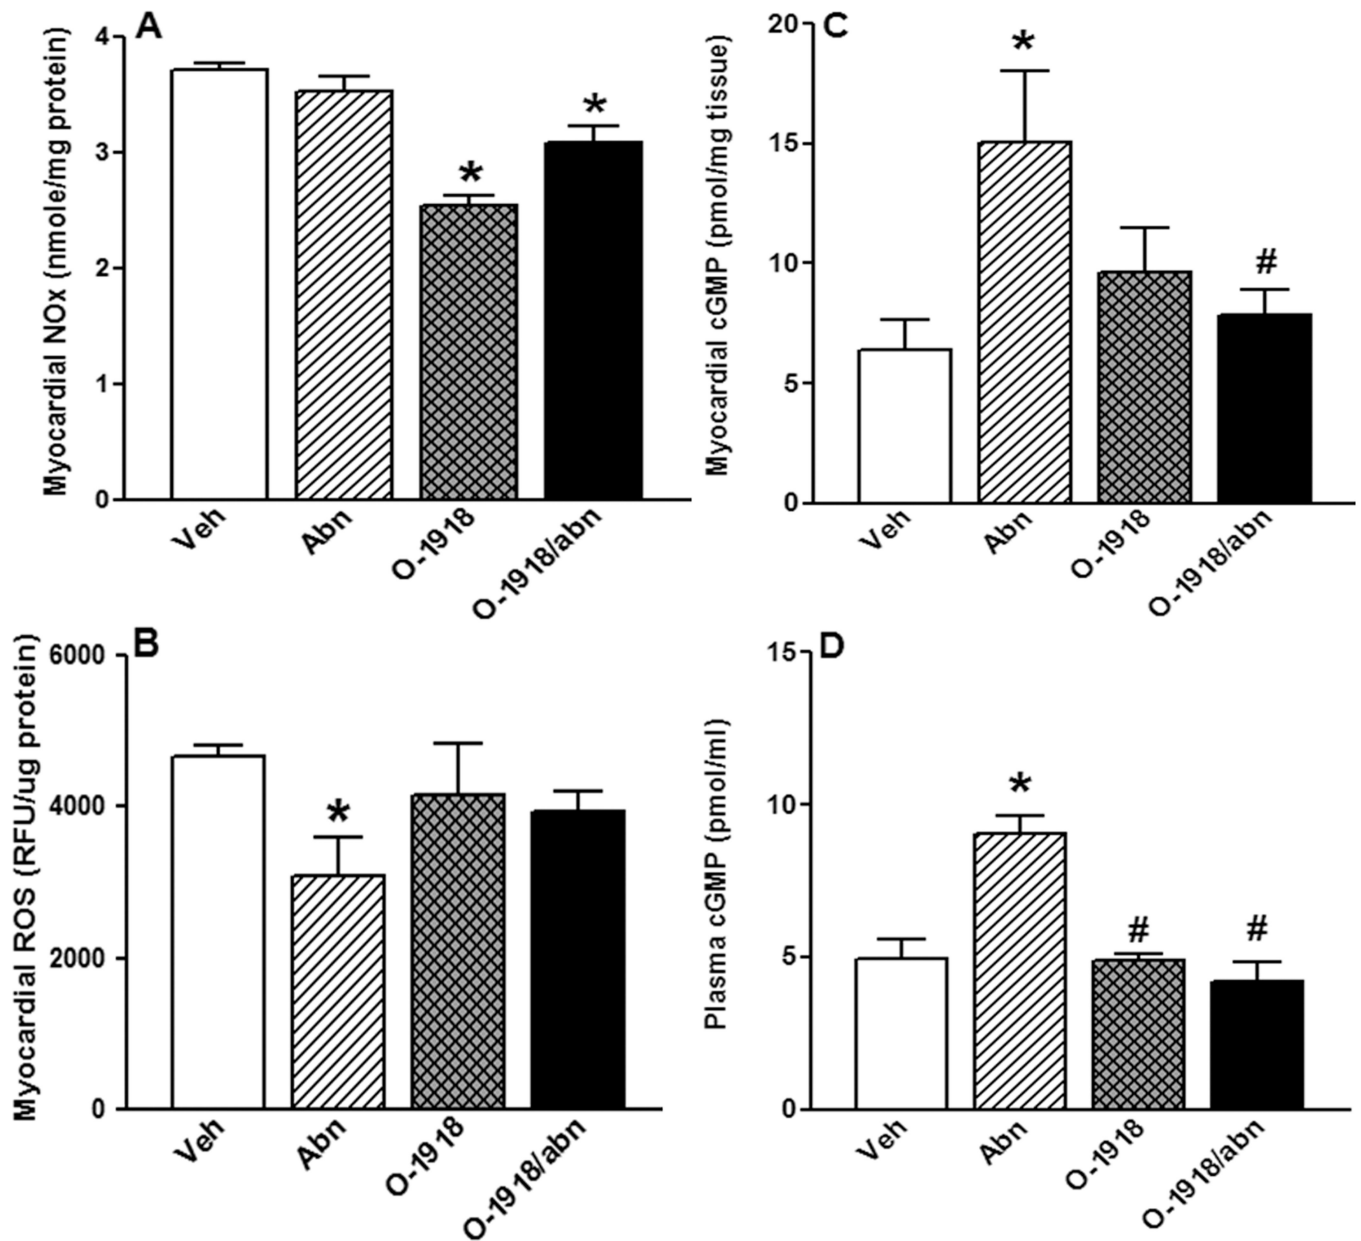 A
Myocardial NOx (nmole/mg protein)
4
3
2
1
0
*
*
Veh
Abn
O-1918
O-1918/abn
B
Myocardial ROS (RFU/ug protein)
6000
4000
2000
0
*
Veh
Abn
O-1918
O-1918/abn
C
Myocardial cGMP (pmol/mg tissue)
20
15
10
5
0
*
#
Veh
Abn
O-1918
O-1918/abn
D
Plasma cGMP (pmol/ml)
15
10
5
0
*
#
#
Veh
Abn
O-1918
O-1918/abn